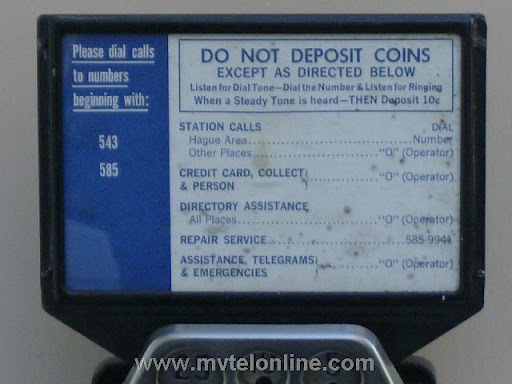 Please dial calls
to numbers
beginning with:
543
585
DO NOT DEPOSIT COINS
EXCEPT AS DIRECTED BELOW
Listen for Dial Tone—Dial the Number & Listen for Ringing
When a Steady Tone is heard—THEN Deposit 10¢
STATION CALLS DIAL
Hague Area....................Number
Other Places...................."O" (Operator)
CREDIT CARD, COLLECT
& PERSON }...................."O" (Operator)
DIRECTORY ASSISTANCE
All Places...................."O" (Operator)
REPAIR SERVICE....................585-9941
ASSISTANCE, TELEGRAMS
& EMERGENCIES }...................."O" (Operator)
www.mytelonline.com